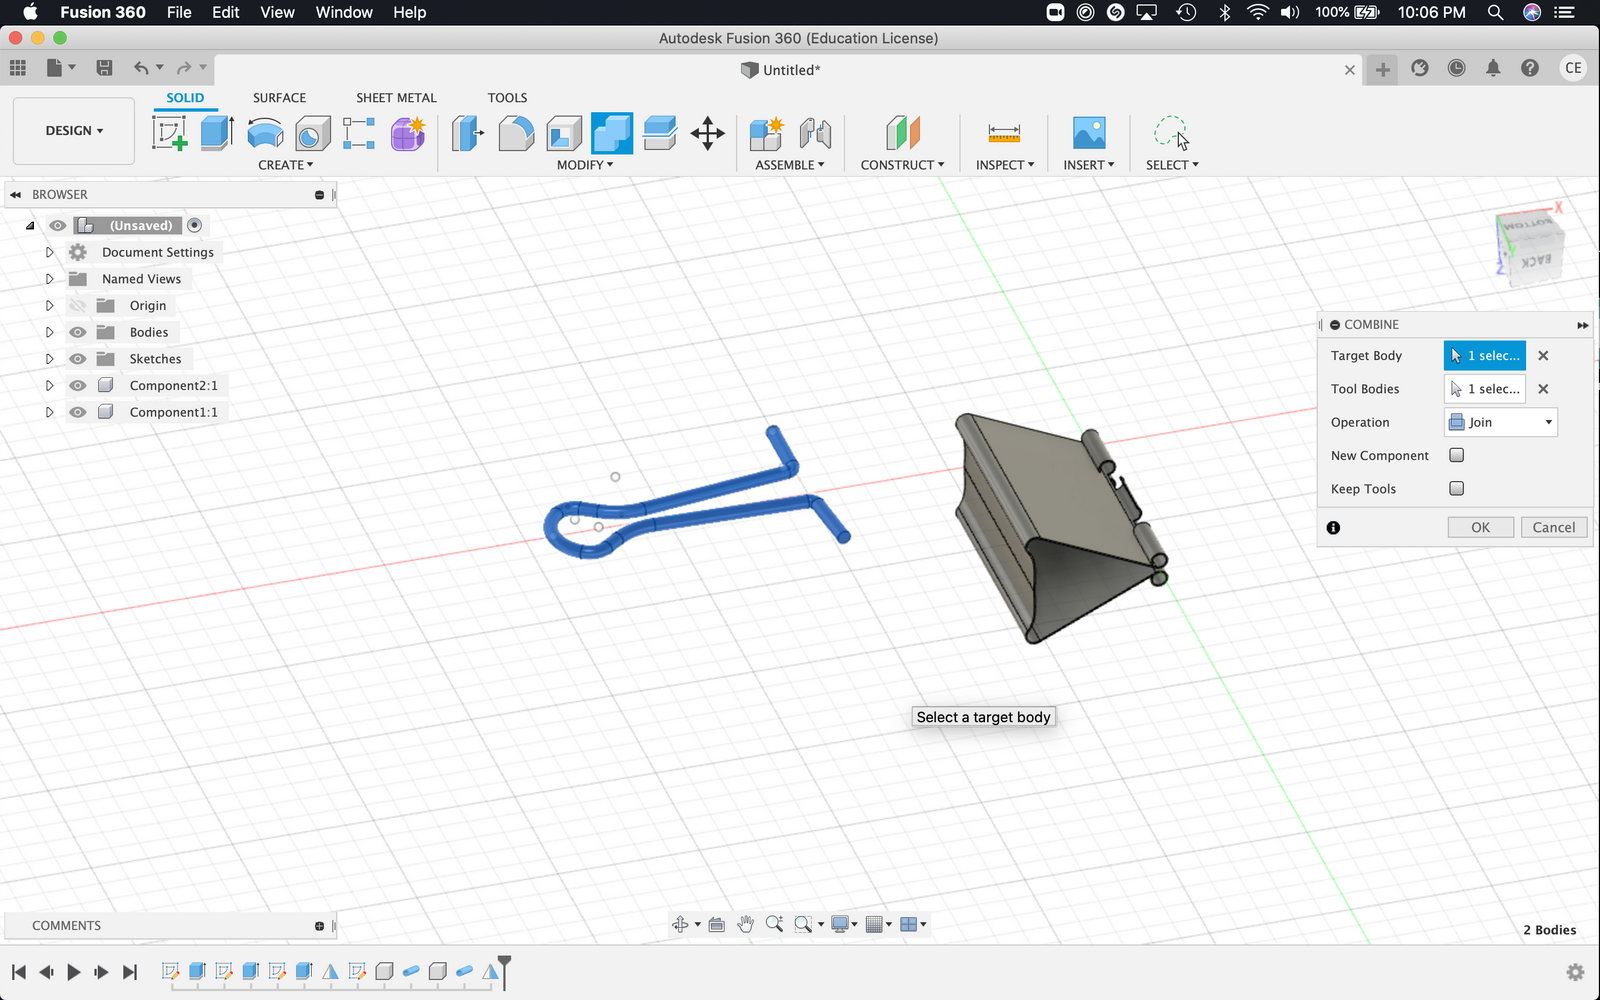 Fusion 360 File Edit View Window Help 100% 10:06 PM
Autodesk Fusion 360 (Education License)
Untitled*
CE
DESIGN
SOLID SURFACE SHEET METAL TOOLS
CREATE MODIFY ASSEMBLE CONSTRUCT INSPECT INSERT SELECT
BROWSER
(Unsaved)
Document Settings
Named Views
Origin
Bodies
Sketches
Component2:1
Component1:1
X
BOTTOM
Y
BACK
Z
COMBINE
Target Body 1 selec...
Tool Bodies 1 selec...
Operation Join
New Component
Keep Tools
OK Cancel
Select a target body
COMMENTS
2 Bodies